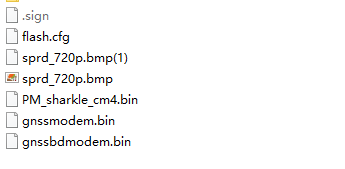 .sign
flash.cfg
sprd_720p.bmp(1)
sprd_720p.bmp
PM_sharkle_cm4.bin
gnssmodem.bin
gnssbdmodem.bin